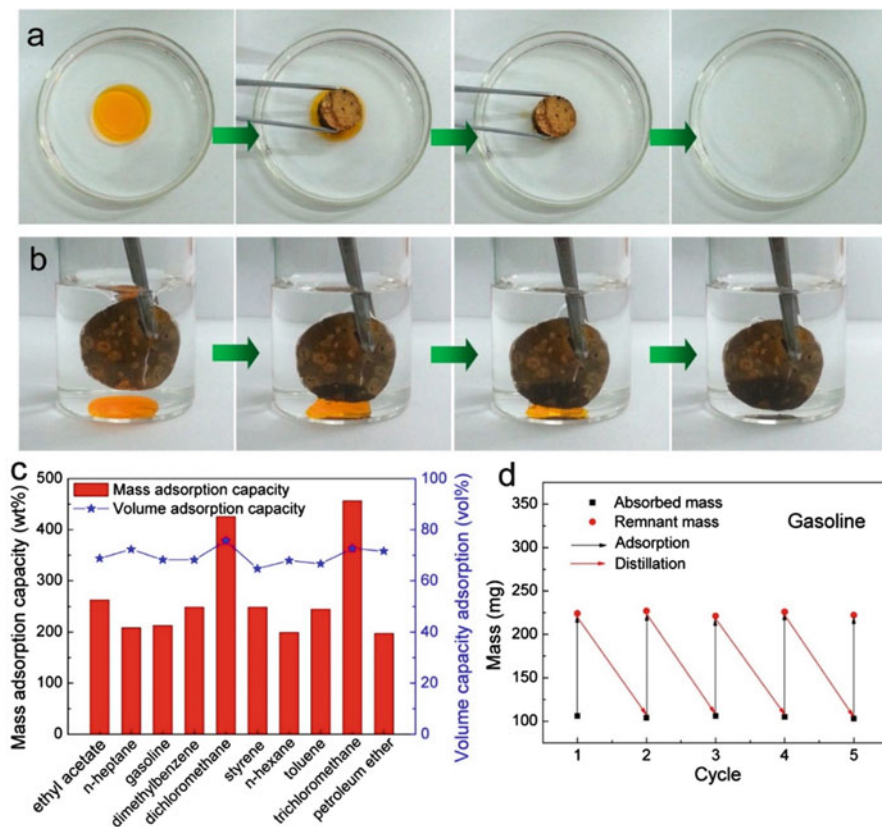 a
b
c
Mass adsorption capacity (wt%)
500
400
300
200
100
0
Mass adsorption capacity
Volume adsorption capacity
100
80
60
40
20
0
Volume capacity adsorption (vol%)
ethyl acetate
n-heptane
gasoline
dimethylbenzene
dichloromethane
styrene
n-hexane
toluene
trichloromethane
petroleum ether
d
Mass (mg)
350
300
250
200
150
100
Absorbed mass
Remnant mass
Adsorption
Distillation
Gasoline
1 2 3 4 5
Cycle